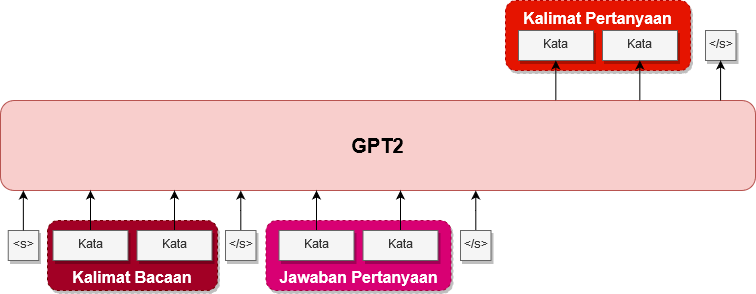 Kalimat Pertanyaan
Kata Kata </s>
GPT2
<s> Kata Kata </s> Kata Kata </s>
Kalimat Bacaan Jawaban Pertanyaan